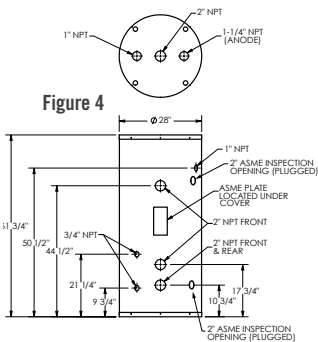 2" NPT
1" NPT
1-1/4" NPT
(ANODE)
Figure 4
Ø 28"
1" NPT
2" ASME INSPECTION
OPENING (PLUGGED)
ASME PLATE
LOCATED UNDER
COVER
2" NPT FRONT
2" NPT FRONT
& REAR
3/4" NPT
50 1/2"
44 1/2"
21 1/4"
9 3/4"
10 3/4"
17 3/4"
2" ASME INSPECTION
OPENING (PLUGGED)